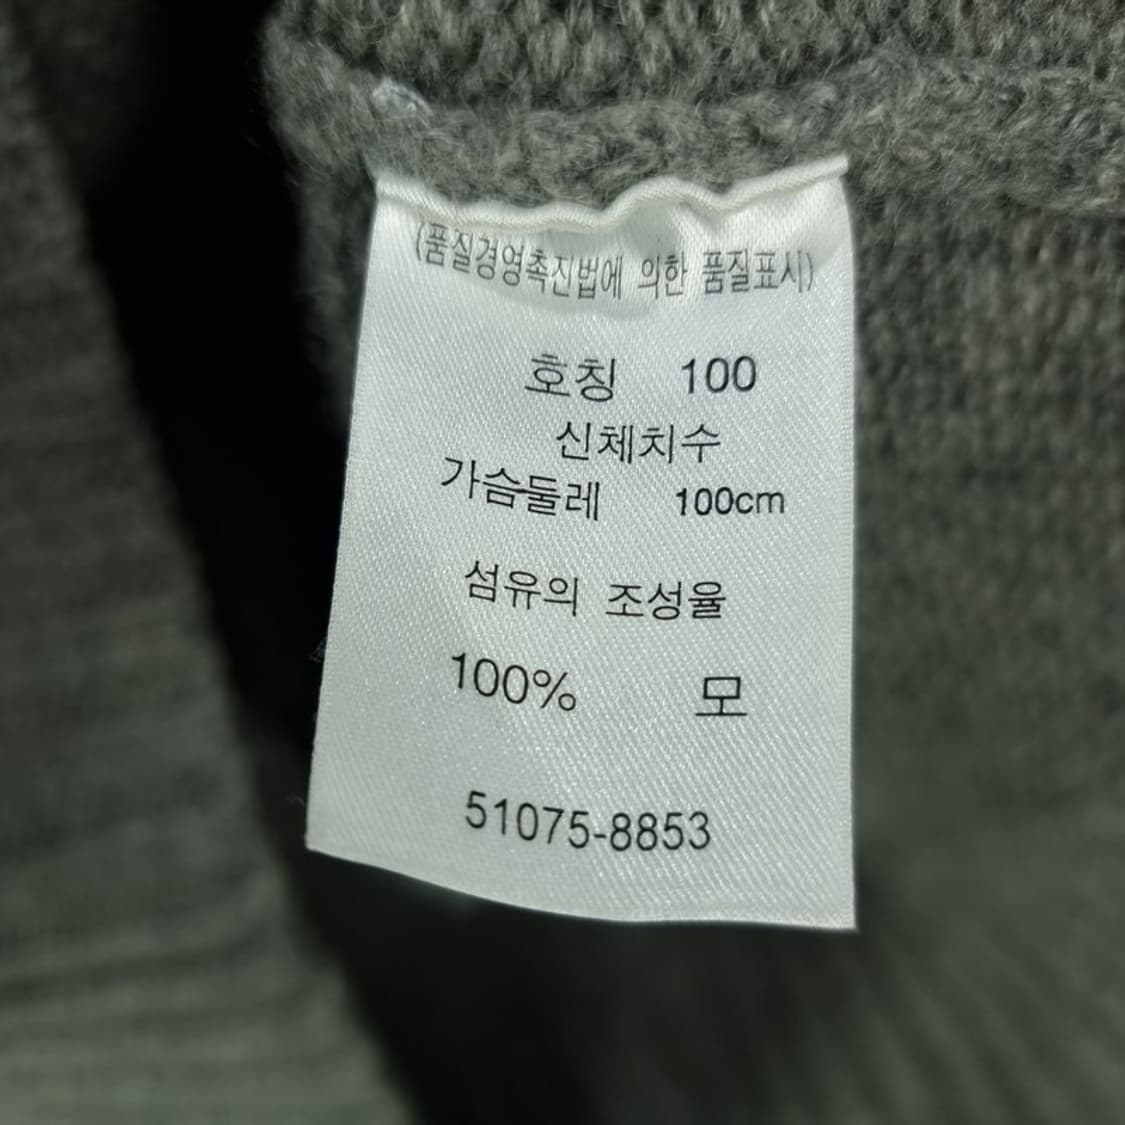 (품질경영촉진법에 의한 품질표시)
호칭 100
신체치수
가슴둘레 100cm
섬유의 조성율
100% 모
51075-8853